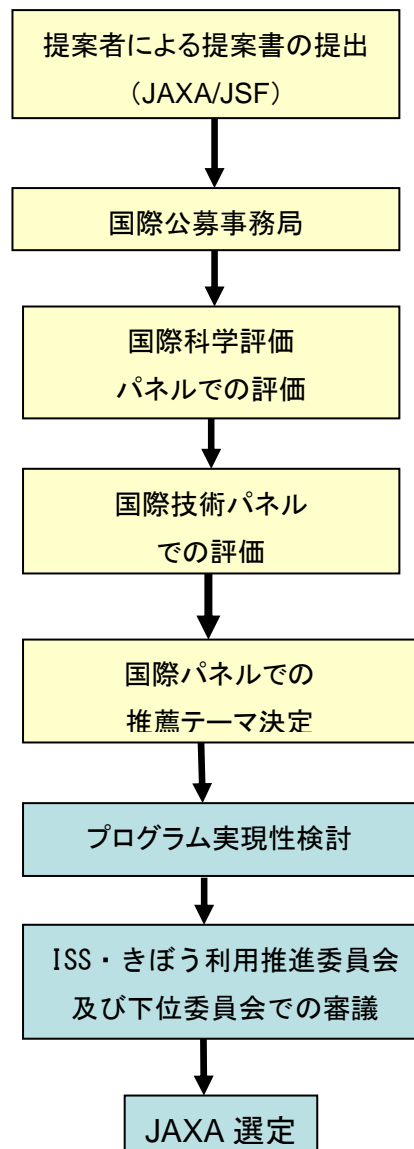 提案者による提案書の提出
（JAXA/JSF）
国際公募事務局
国際科学評価
パネルでの評価
国際技術パネル
での評価
国際パネルでの
推薦テーマ決定
プログラム実現性検討
ISS・きぼう利用推進委員会
及び下位委員会での審議
JAXA 選定